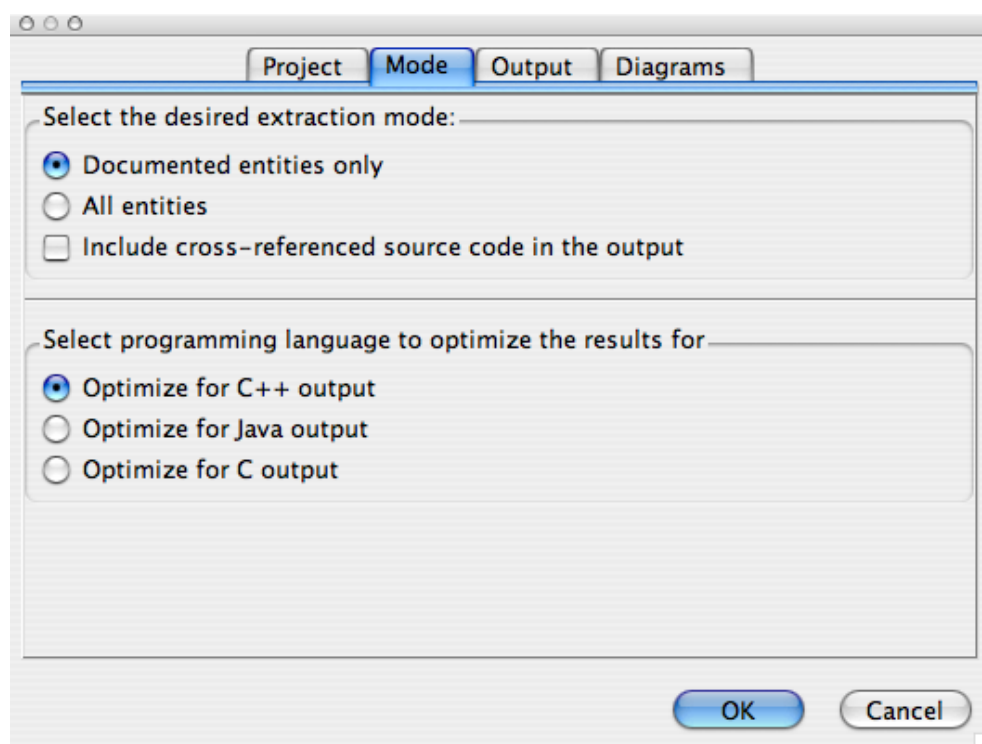 Project Mode Output Diagrams
Select the desired extraction mode:
Documented entities only
All entities
Include cross-referenced source code in the output
Select programming language to optimize the results for
Optimize for C++ output
Optimize for Java output
Optimize for C output
OK Cancel